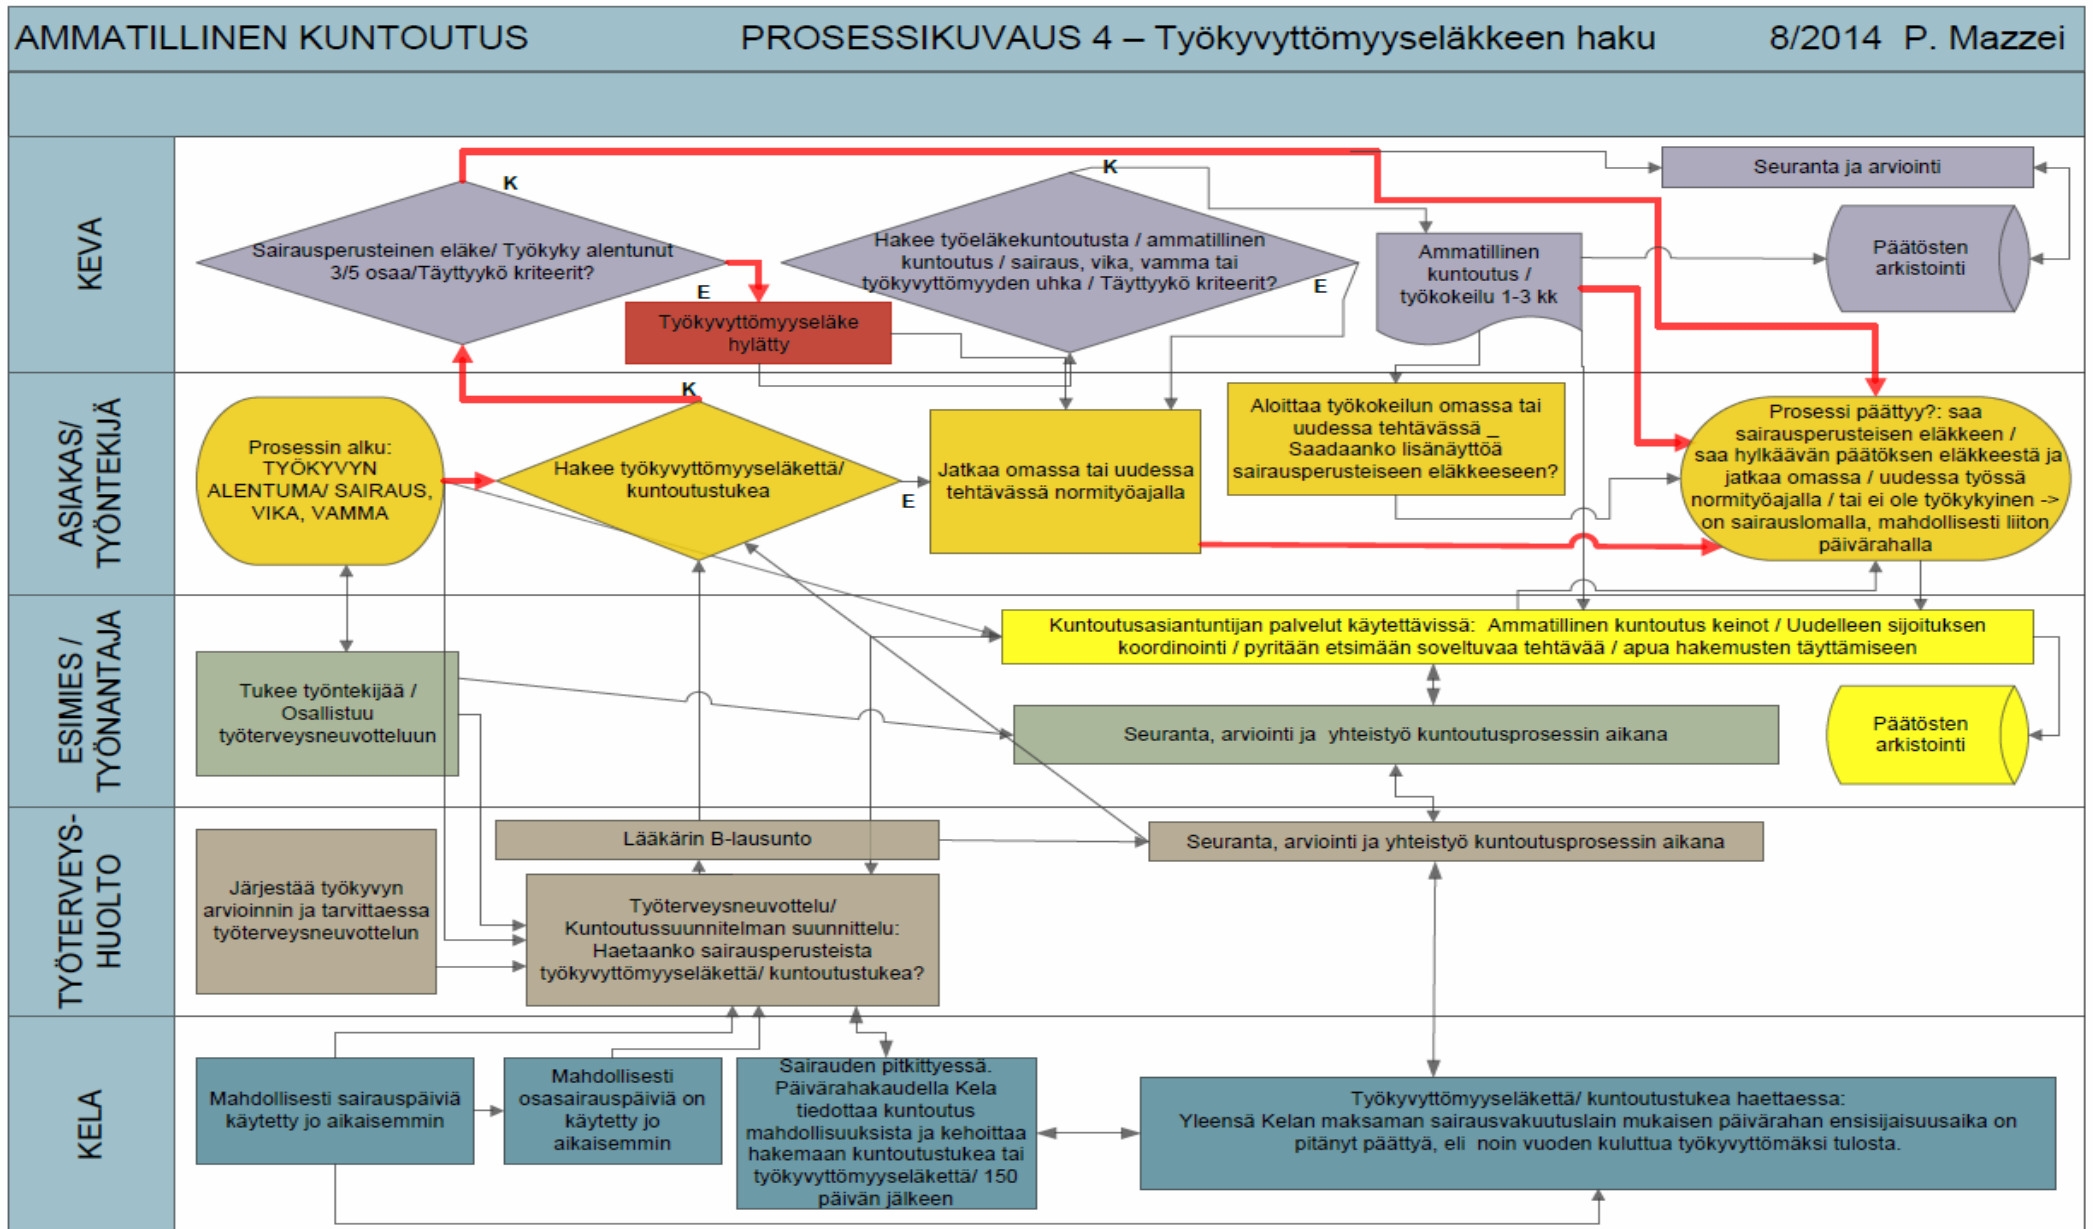 AMMATILLINEN KUNTOUTUS PROSESSIKUVAUS 4 – Työkyvyttömyyseläkkeen haku 8/2014 P. Mazzei
KEVA
K
Sairausperusteinen eläke/ Työkyky alentunut
3/5 osaa/Täyttyykö kriteerit?
E
Työkyvyttömyyseläke
hylätty
K
Hakee työeläkekuntoutusta / ammatillinen
kuntoutus / sairaus, vika, vamma tai
työkyvyttömyyden uhka / Täyttyykö kriteerit?
E
Ammatillinen
kuntoutus /
työkokeilu 1-3 kk
Seuranta ja arviointi
Päätösten
arkistointi
ASIAKAS/
TYÖNTEKIJÄ
Prosessin alku:
TYÖKYVYN
ALENTUMA/ SAIRAUS,
VIKA, VAMMA
K
Hakee työkyvyttömyyseläkettä/
kuntoutustukea
E
Jatkaa omassa tai uudessa
tehtävässä normityöajalla
Aloittaa työkokeilun omassa tai
uudessa tehtävässä _
Saadaanko lisänäyttöä
sairausperusteiseen eläkkeeseen?
Prosessi päättyy?: saa
sairausperusteisen eläkkeen /
saa hylkäävän päätöksen eläkkeestä ja
jatkaa omassa / uudessa työssä
normityöajalla / tai ei ole työkykyinen ->
on sairauslomalla, mahdollisesti liiton
päivärahalla
ESIMIES /
TYÖNANTAJA
Tukee työntekijää /
Osallistuu
työterveysneuvotteluun
Kuntoutusasiantuntijan palvelut käytettävissä: Ammatillinen kuntoutus keinot / Uudelleen sijoituksen
koordinointi / pyritään etsimään soveltuvaa tehtävää / apua hakemusten täyttämiseen
Seuranta, arviointi ja yhteistyö kuntoutusprosessin aikana
Päätösten
arkistointi
TYÖTERVEYS-
HUOLTO
Järjestää työkyvyn
arvioinnin ja tarvittaessa
työterveysneuvottelun
Lääkärin B-lausunto
Työterveysneuvottelu/
Kuntoutussuunnitelman suunnittelu:
Haetaanko sairausperusteista
työkyvyttömyyseläkettä/ kuntoutustukea?
Seuranta, arviointi ja yhteistyö kuntoutusprosessin aikana
KELA
Mahdollisesti sairauspäiviä
käytetty jo aikaisemmin
Mahdollisesti
osasairauspäiviä on
käytetty jo
aikaisemmin
Sairauden pitkittyessä.
Päivärahakaudella Kela
tiedottaa kuntoutus
mahdollisuuksista ja kehoittaa
hakemaan kuntoutustukea tai
työkyvyttömyyseläkettä/ 150
päivän jälkeen
Työkyvyttömyyseläkettä/ kuntoutustukea haettaessa:
Yleensä Kelan maksaman sairausvakuutuslain mukaisen päivärahan ensisijaisuusaika on
pitänyt päättyä, eli noin vuoden kuluttua työkyvyttömäksi tulosta.